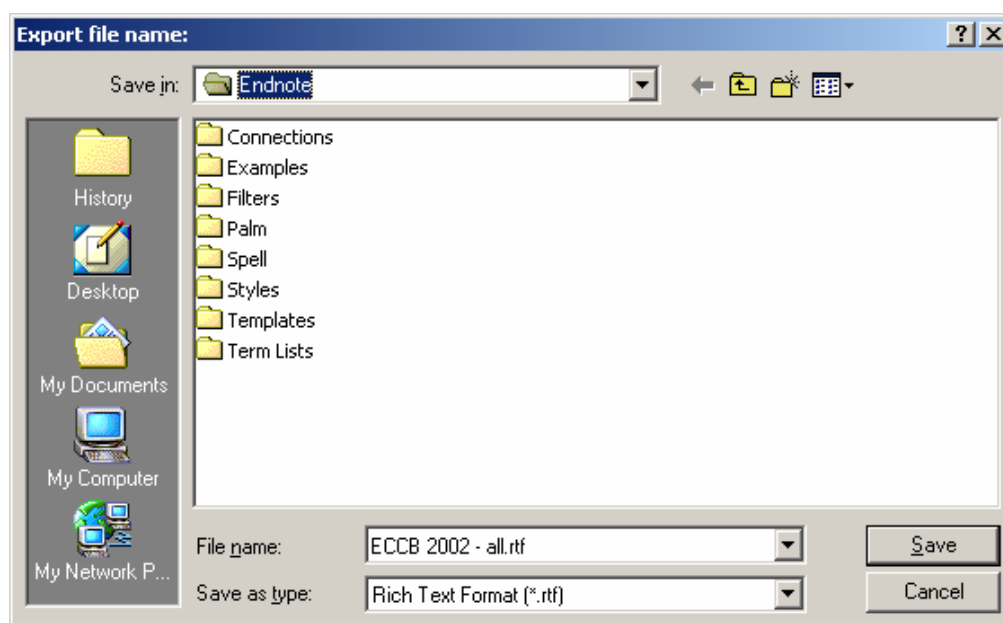 Export file name:
Save in:
Endnote
History
Desktop
My Documents
My Computer
My Network P...
Connections
Examples
Filters
Palm
Spell
Styles
Templates
Term Lists
File name:
ECCB 2002 - all.rtf
Save
Save as type:
Rich Text Format (*.rtf)
Cancel